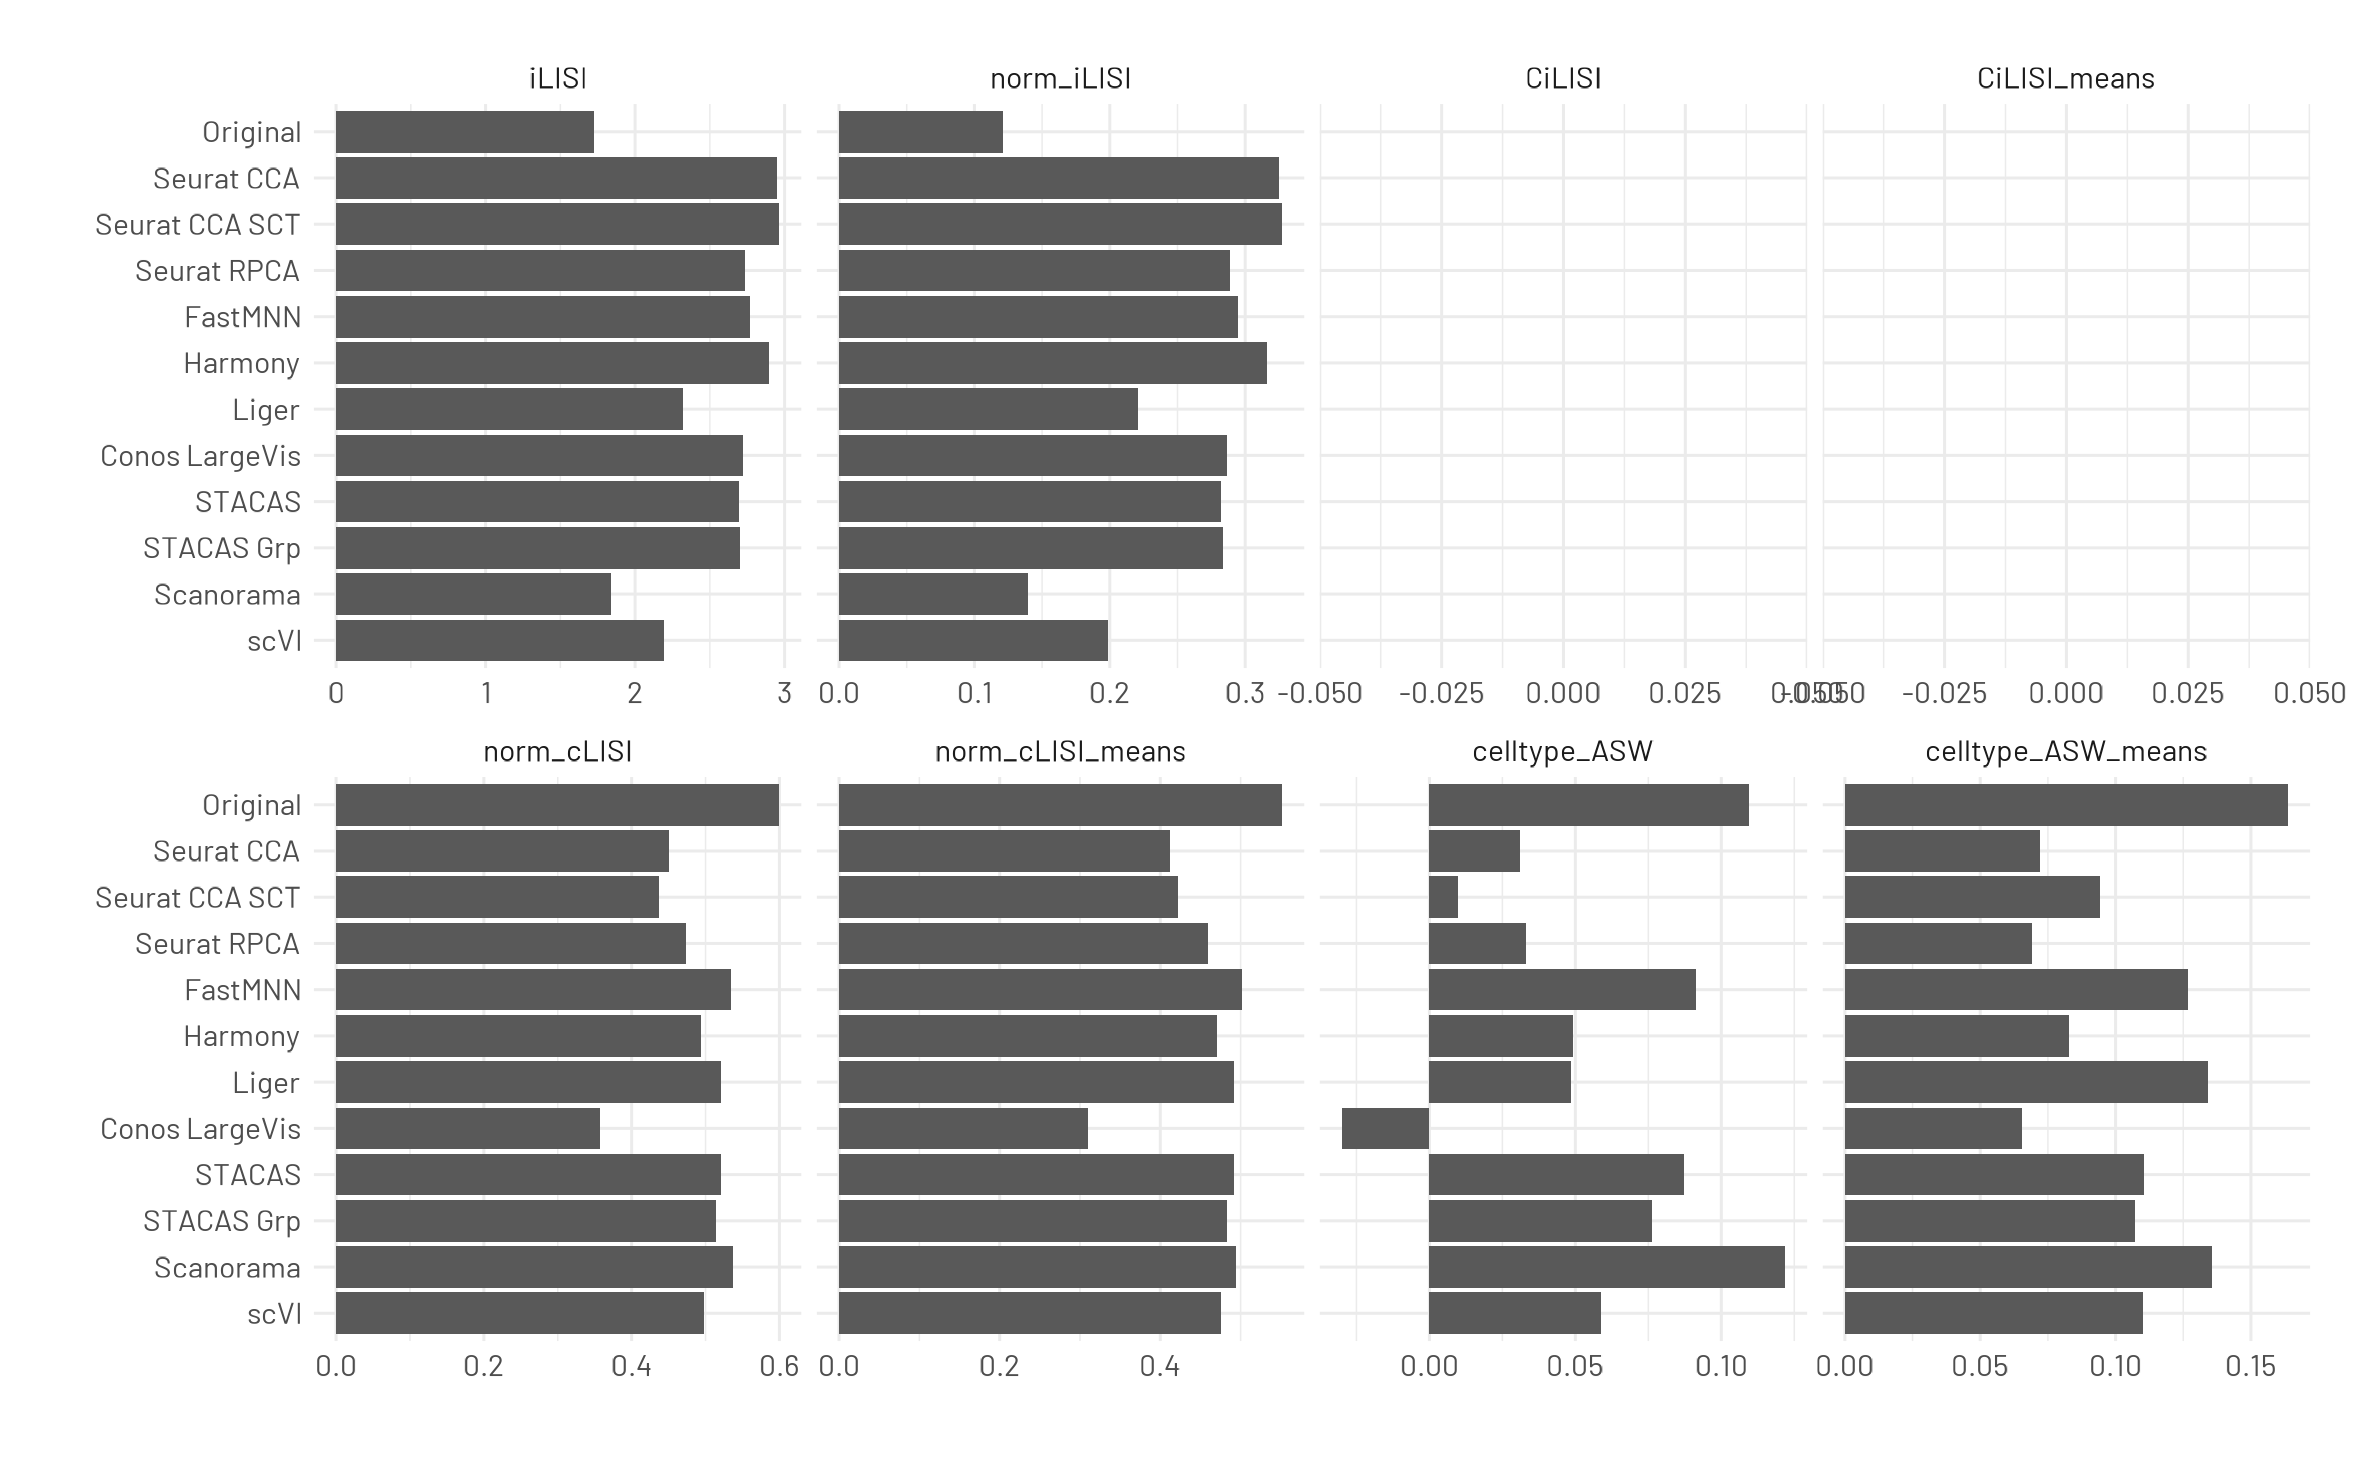 iLISI norm_iLISI CiLISI CiLISI_means
Original
Seurat CCA
Seurat CCA SCT
Seurat RPCA
FastMNN
Harmony
Liger
Conos LargeVis
STACAS
STACAS Grp
Scanorama
scVI
0 1 2 3 0.0 0.1 0.2 0.3 -0.050 -0.025 0.000 0.025 0.050 -0.050 -0.025 0.000 0.025 0.050
norm_cLISI norm_cLISI_means celltype_ASW celltype_ASW_means
Original
Seurat CCA
Seurat CCA SCT
Seurat RPCA
FastMNN
Harmony
Liger
Conos LargeVis
STACAS
STACAS Grp
Scanorama
scVI
0.0 0.2 0.4 0.6 0.0 0.2 0.4 0.00 0.05 0.10 0.00 0.05 0.10 0.15